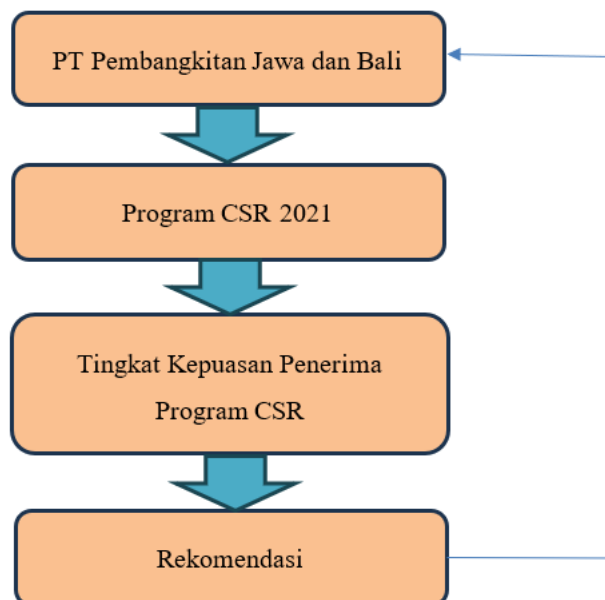 PT Pembangkitan Jawa dan Bali
Program CSR 2021
Tingkat Kepuasan Penerima
Program CSR
Rekomendasi